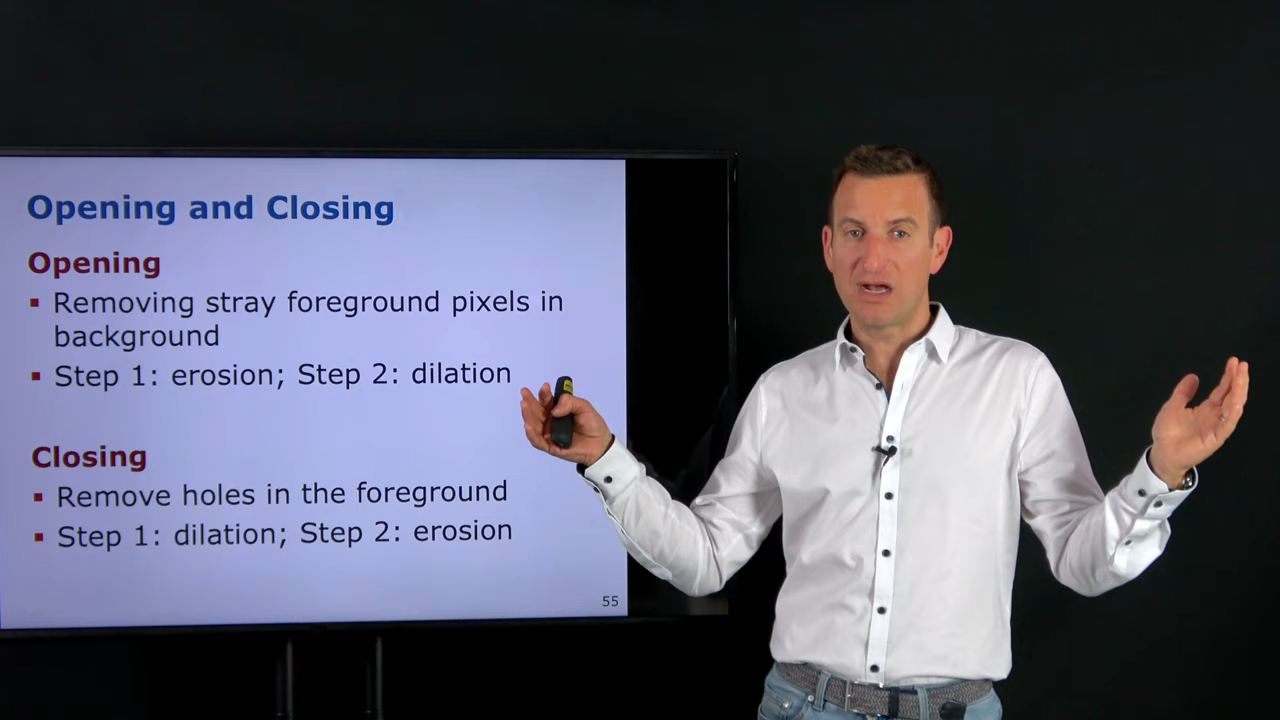 Opening and Closing
Opening
Removing stray foreground pixels in
background
Step 1: erosion; Step 2: dilation
Closing
Remove holes in the foreground
Step 1: dilation; Step 2: erosion
55